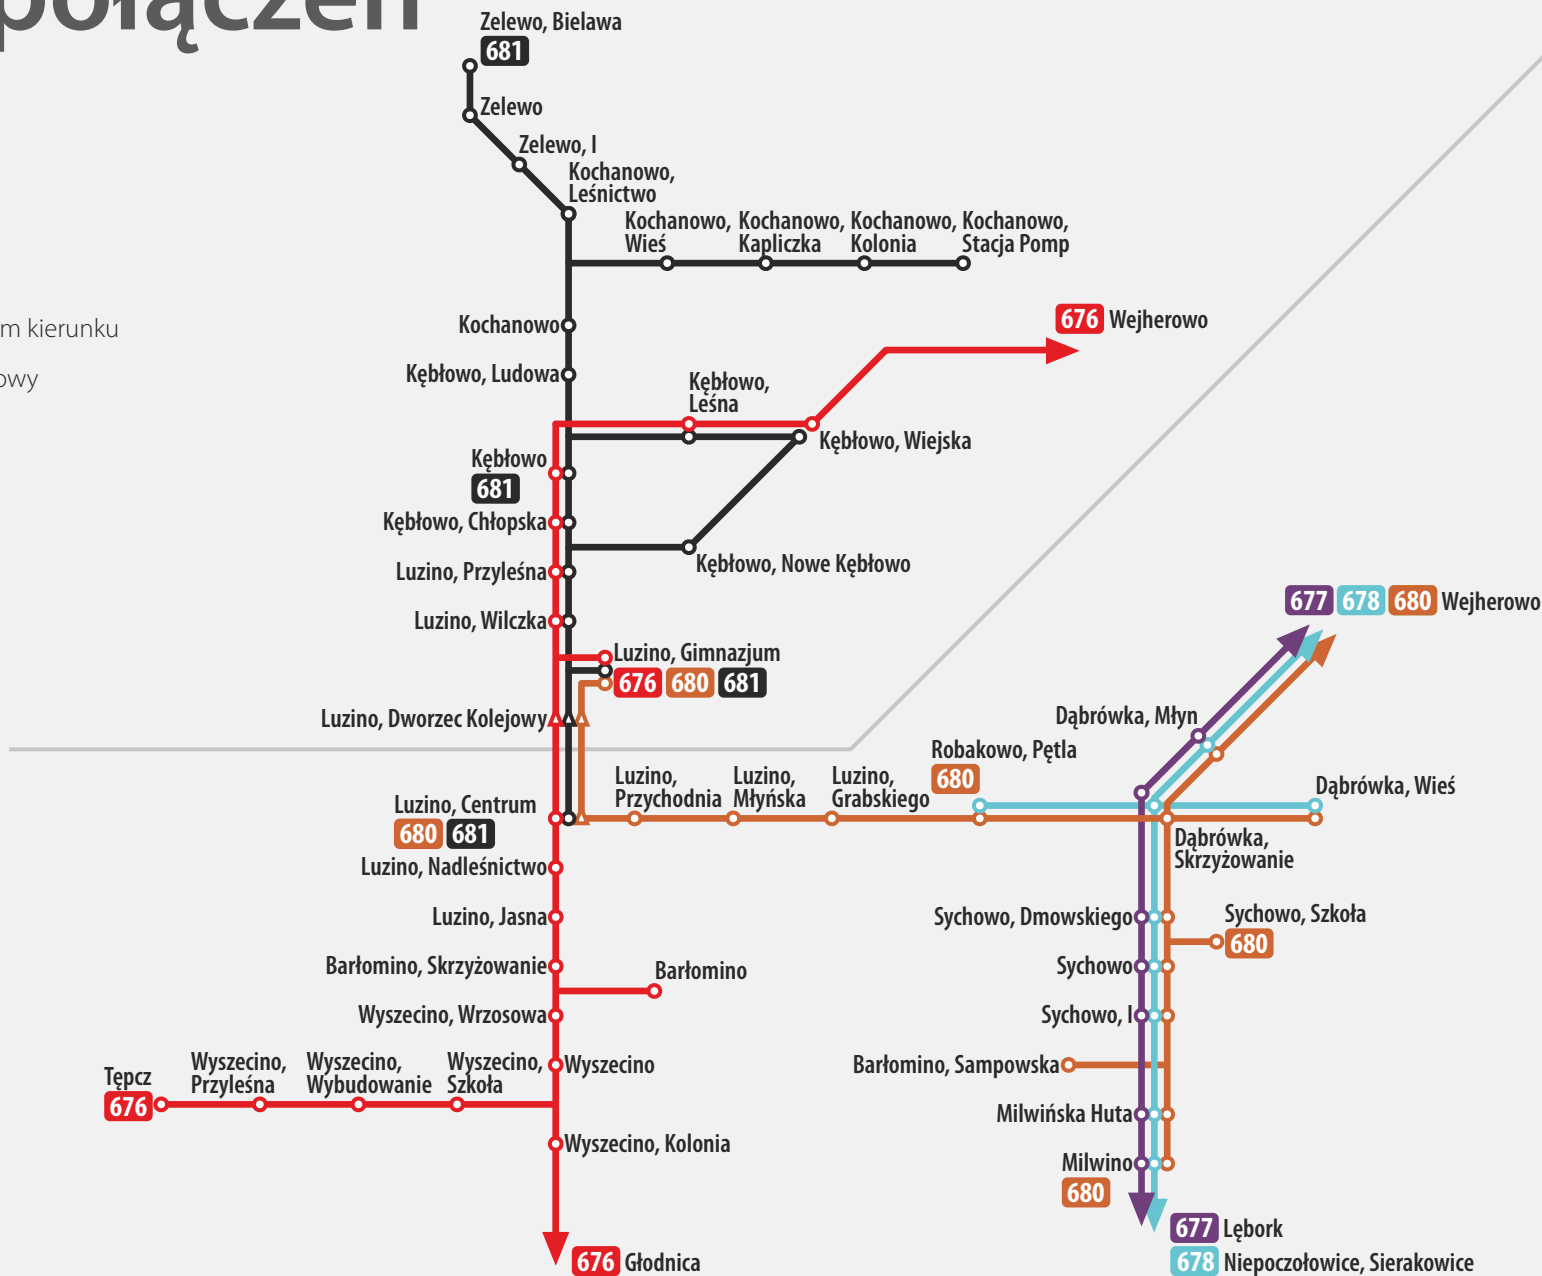 połączeń
Zelewo, Bielawa
681
Zelewo
Zelewo, I
Kochanowo,
Leśnictwo
Kochanowo,
Wieś
Kochanowo,
Kapliczka
Kochanowo,
Kolonia
Kochanowo,
Stacja Pomp
m kierunku
owy
Kochanowo
676 Wejherowo
Kębłowo, Ludowa
Kębłowo,
Leśna
Kębłowo, Wiejska
Kębłowo
681
Kębłowo, Chłopska
Kębłowo, Nowe Kębłowo
Luzino, Przyleśna
Luzino, Wilczka
677 678 680 Wejherowo
Luzino, Gimnazjum
676 680 681
Luzino, Dworzec Kolejowy
Dąbrówka, Młyn
Robakowo, Pętla
680
Luzino,
Przychodnia
Luzino,
Młyńska
Luzino,
Grabskiego
Dąbrówka, Wieś
Luzino, Centrum
680 681
Dąbrówka,
Skrzyżowanie
Luzino, Nadleśnictwo
Luzino, Jasna
Sychowo, Dmowskiego
Sychowo, Szkoła
680
Barłomino, Skrzyżowanie
Barłomino
Sychowo
Wyszecino, Wrzosowa
Sychowo, I
Wyszecino
Barłomino, Sampowska
Tępcz
676
Wyszecino,
Przyleśna
Wyszecino,
Wybudowanie
Wyszecino,
Szkoła
Milwińska Huta
Wyszecino, Kolonia
Milwino
680
677 Lębork
678 Niepoczołowice, Sierakowice
676 Głodnica